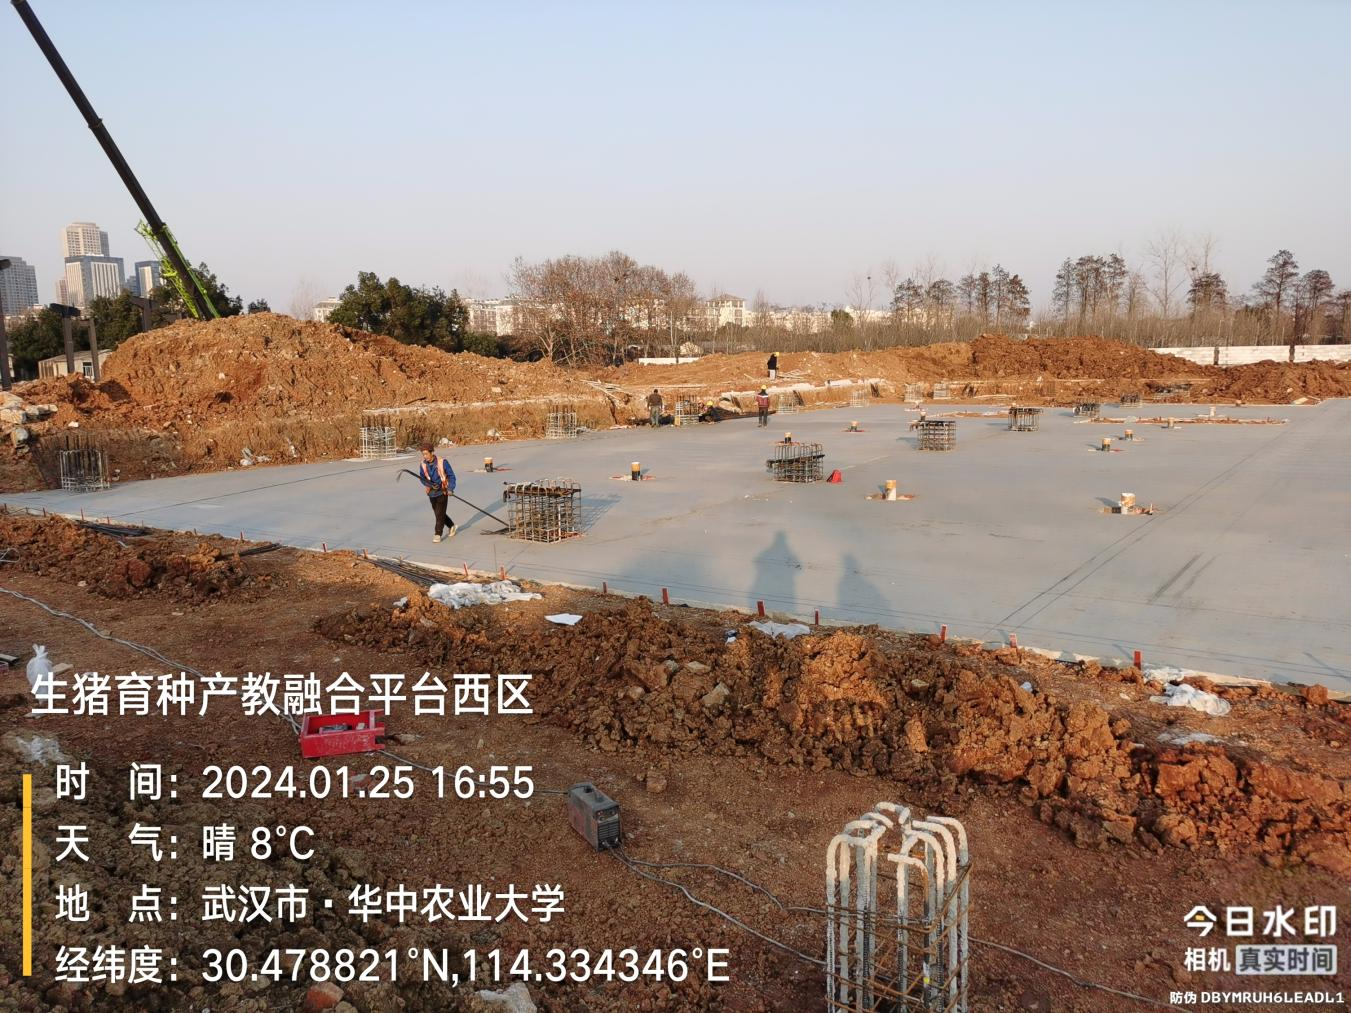 生猪育种产教融合平台西区
时 间：2024.01.25 16:55
天 气：晴 8℃
地 点：武汉市·华中农业大学
经纬度：30.478821°N,114.334346°E
今日水印
相机 真实时间
防伪 DBYMRUH6LEADL1